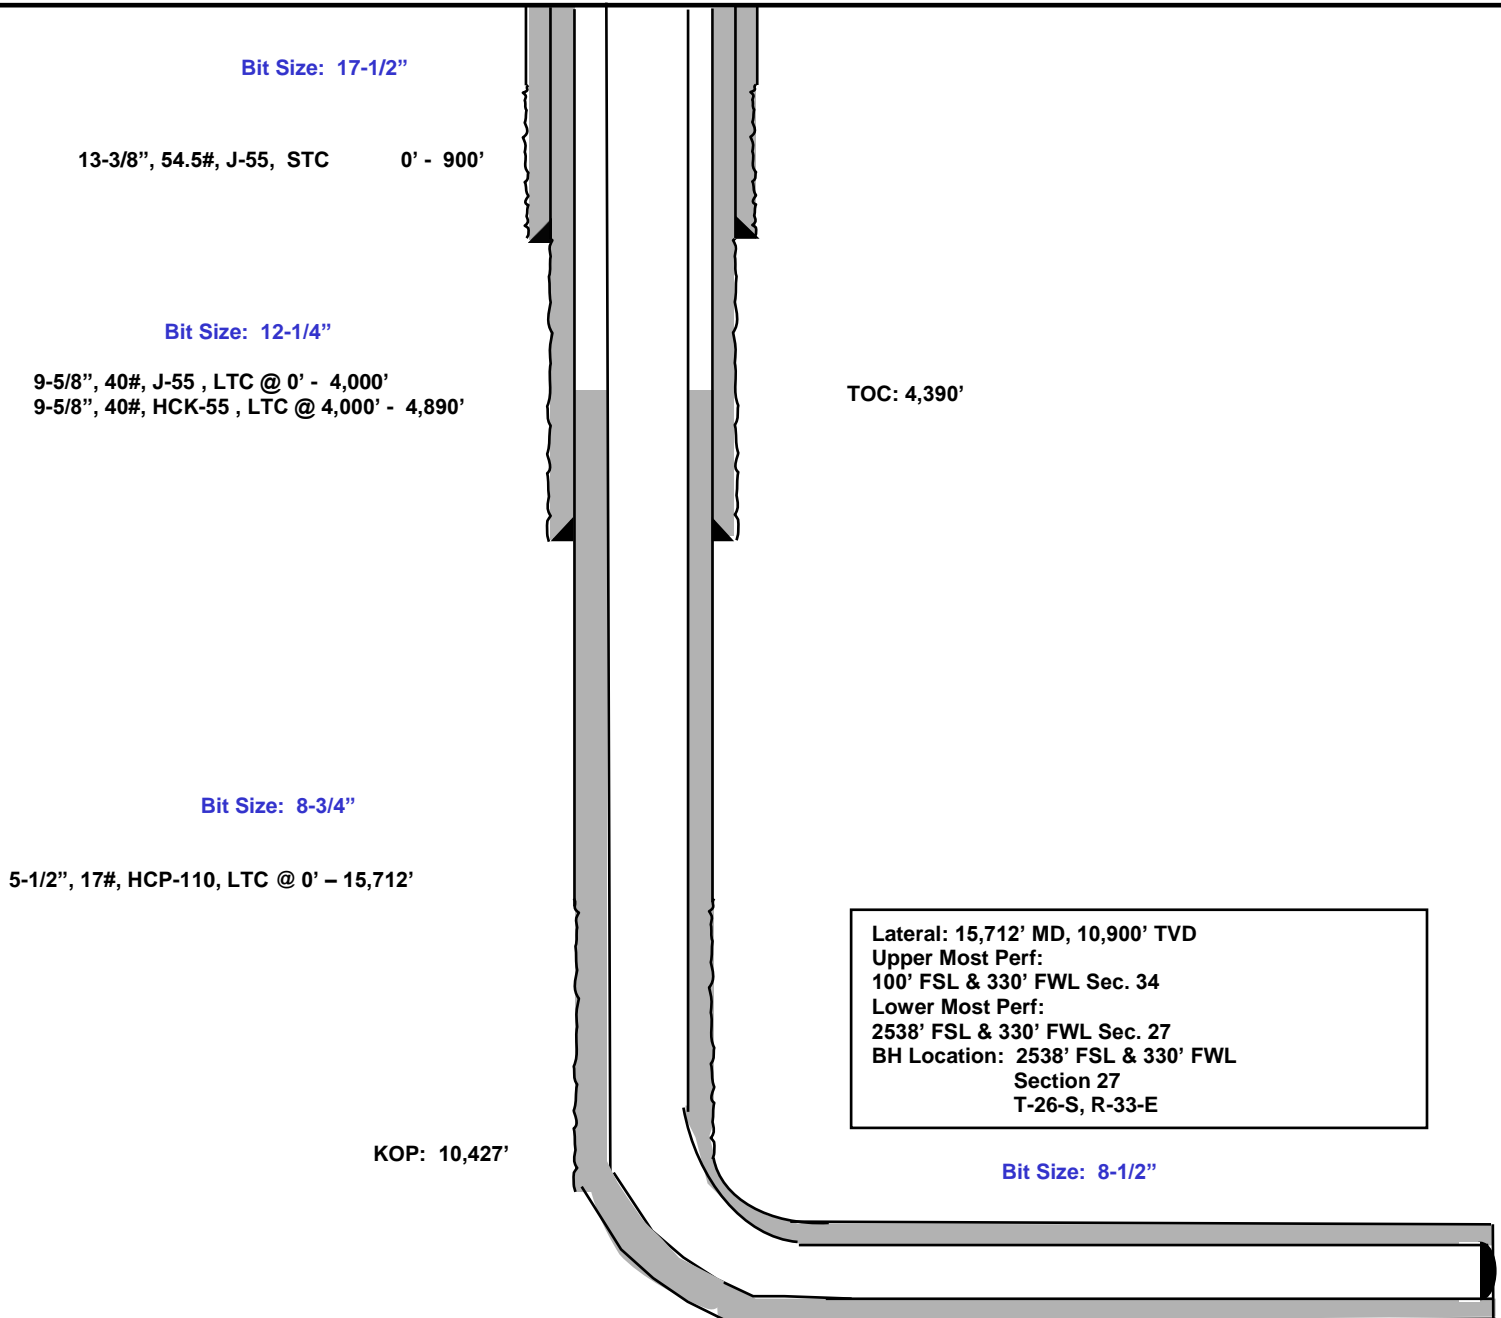 Bit Size:  17-1/2”
13-3/8”, 54.5#, J-55,  STC 0’ -  900’
Bit Size:  12-1/4”
9-5/8”, 40#, J-55 , LTC @ 0’ -  4,000’
9-5/8”, 40#, HCK-55 , LTC @ 4,000’ -  4,890’
TOC: 4,390’
Bit Size:  8-3/4”
5-1/2”, 17#, HCP-110, LTC @ 0’ – 15,712’
Lateral: 15,712’ MD, 10,900’ TVD
Upper Most Perf:
100’ FSL & 330’ FWL Sec. 34
Lower Most Perf:
2538’ FSL & 330’ FWL Sec. 27
BH Location:  2538’ FSL & 330’ FWL
Section 27
T-26-S, R-33-E
KOP:  10,427’
Bit Size:  8-1/2”